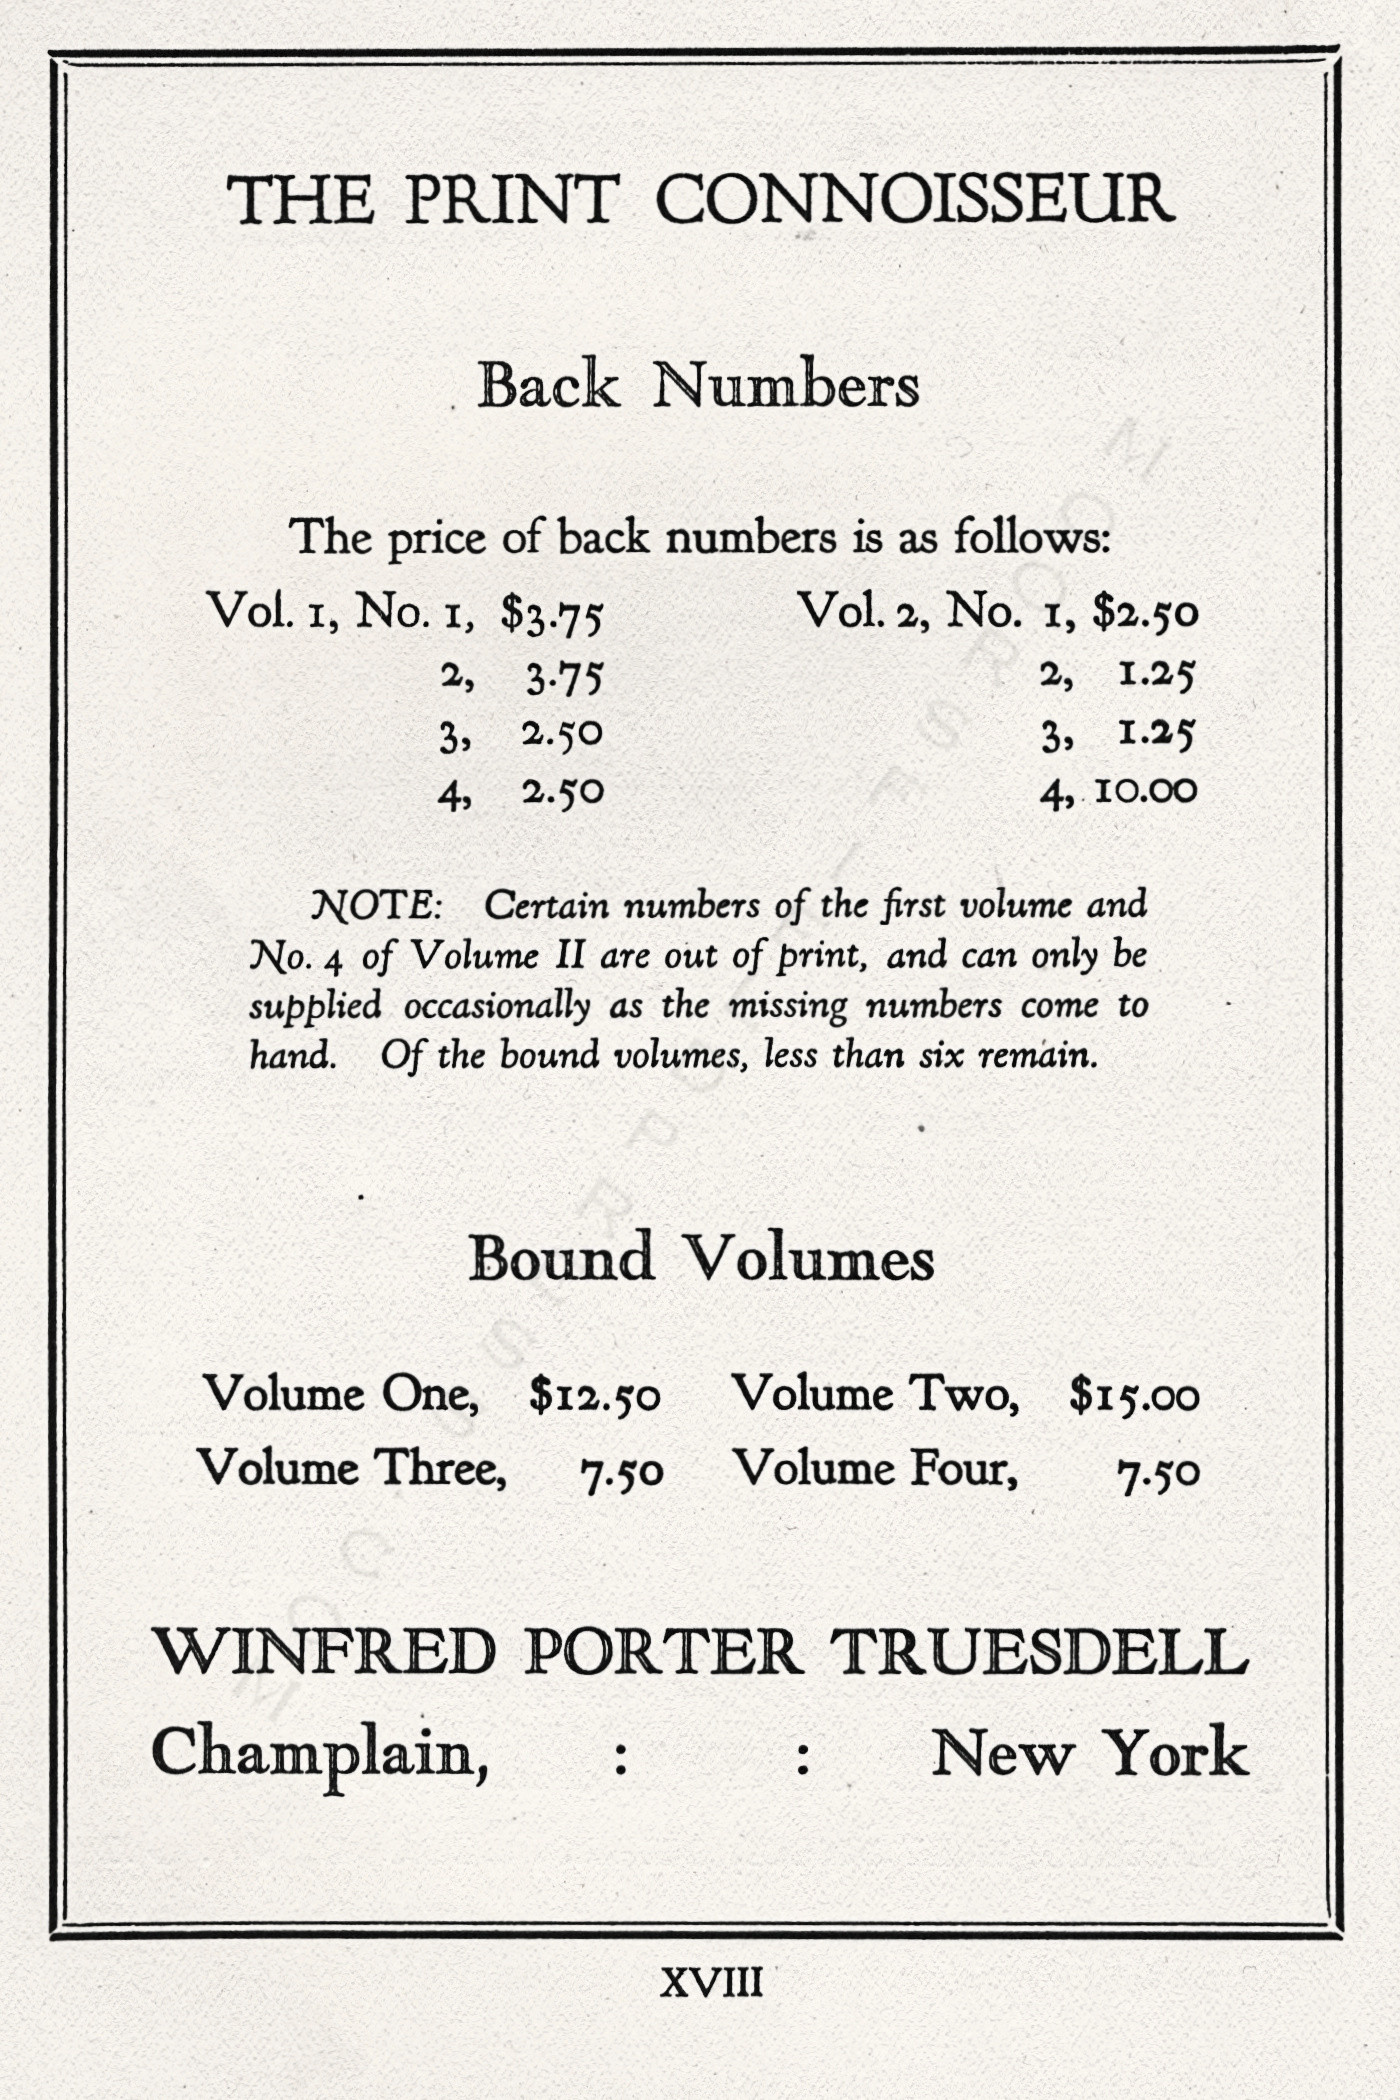 THE PRINT CONNOISSEUR
Back Numbers
The price of back numbers is as follows:
Vol. 1, No. 1, $3.75 Vol. 2, No. 1, $2.50
2, 3.75 2, 1.25
3, 2.50 3, 1.25
4, 2.50 4, 10.00
NOTE: Certain numbers of the first volume and
No. 4 of Volume II are out of print, and can only be
supplied occasionally as the missing numbers come to
hand. Of the bound volumes, less than six remain.
Bound Volumes
Volume One, $12.50 Volume Two, $15.00
Volume Three, 7.50 Volume Four, 7.50
WINFRED PORTER TRUESDELL
Champlain, : : New York
XVIII